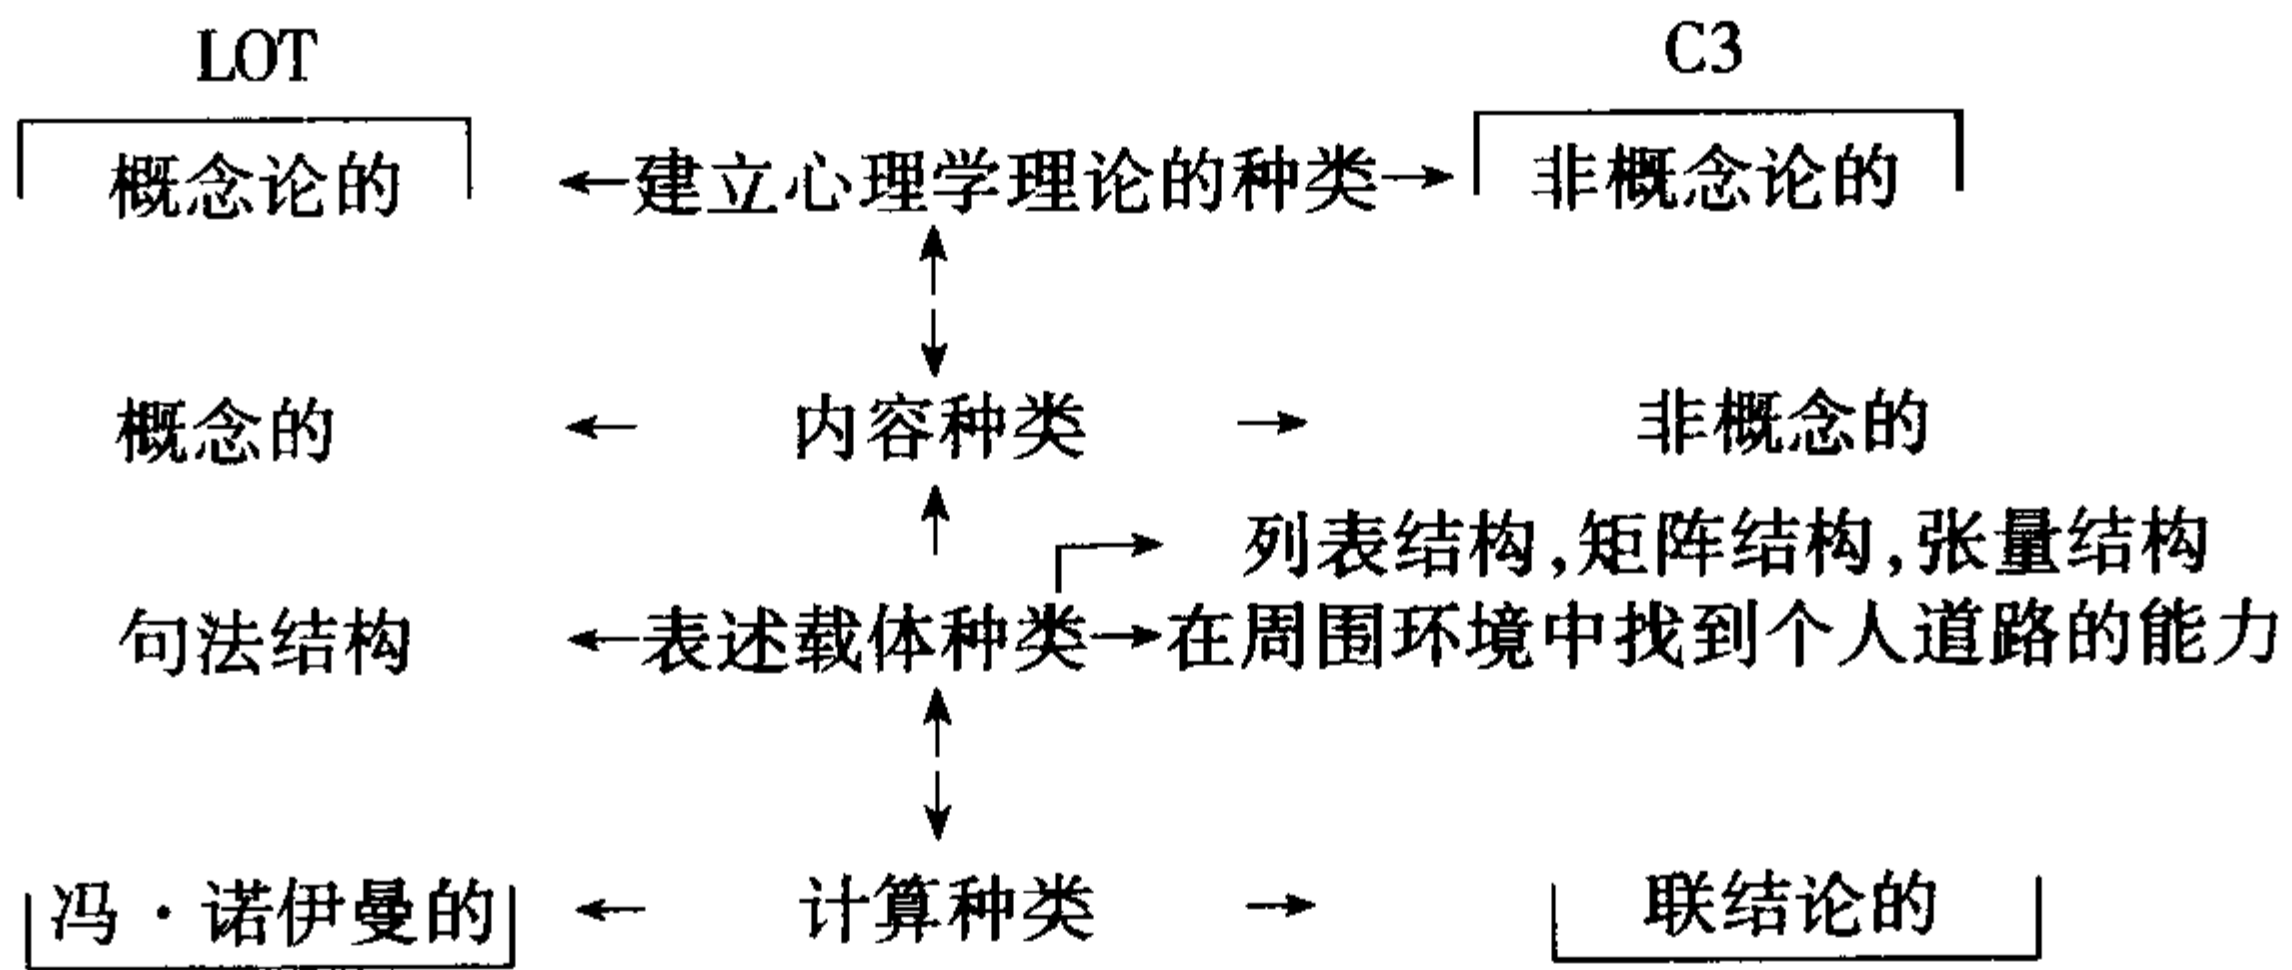 LOT C3
概念论的 ←建立心理学理论的种类→ 非概念论的
概念的 ← 内容种类 → 非概念的
列表结构,矩阵结构,张量结构
句法结构 ←表述载体种类→在周围环境中找到个人道路的能力
冯·诺伊曼的 ← 计算种类 → 联结论的